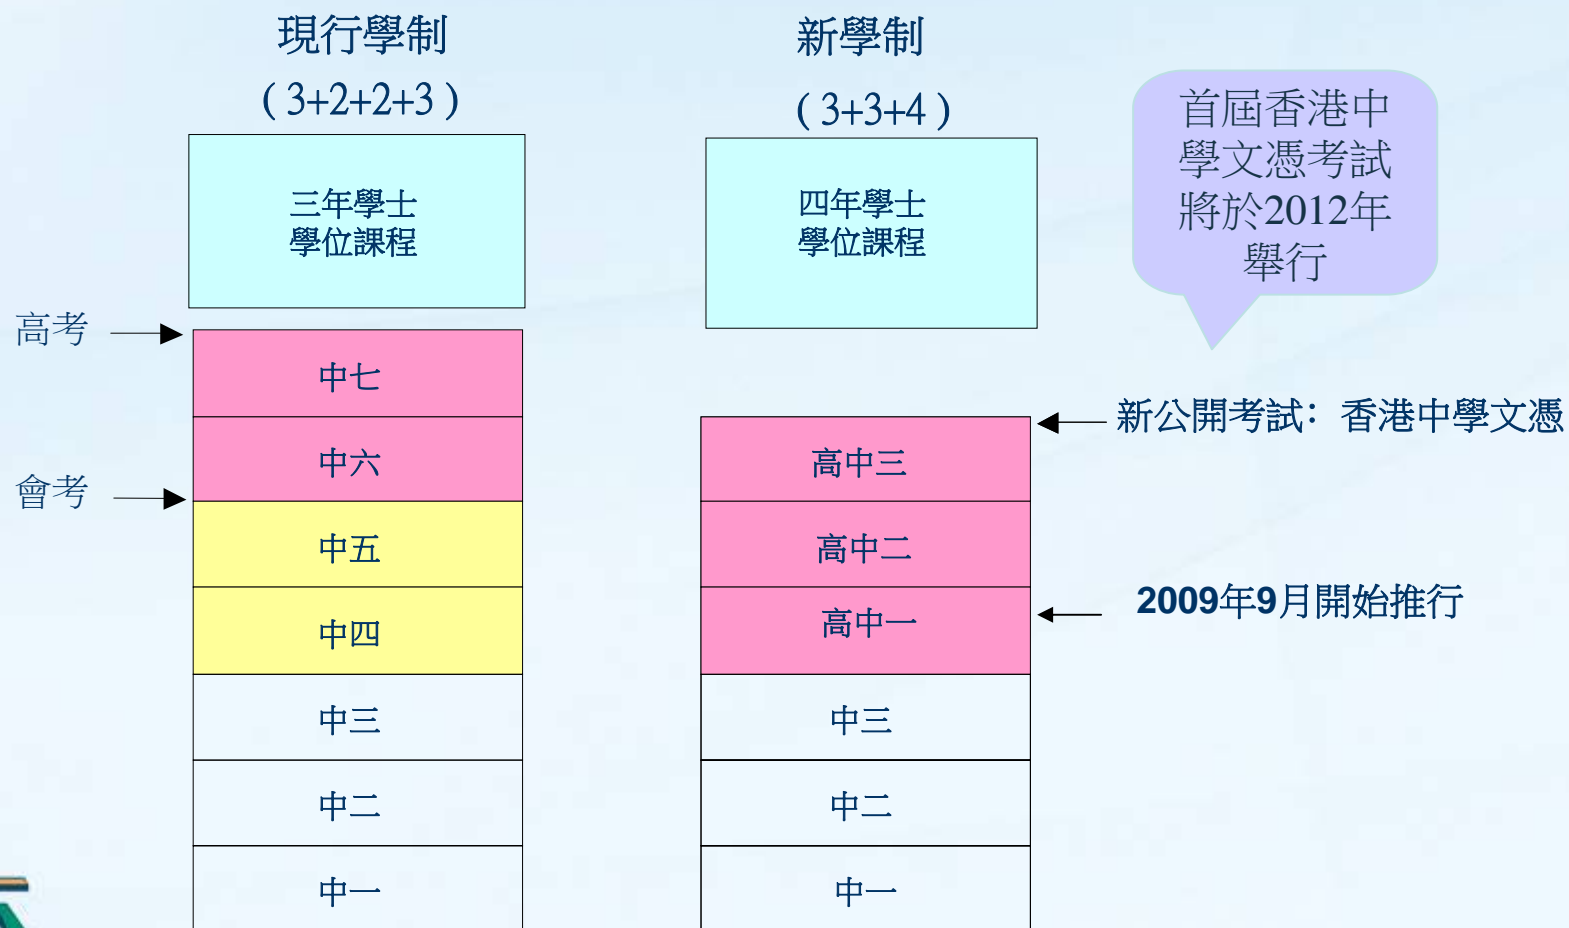 現行學制
( 3+2+2+3 )
三年學士
學位課程
高考
中七
中六
會考
中五
中四
中三
中二
中一
新學制
( 3+3+4 )
四年學士
學位課程
高中三
高中二
高中一
中三
中二
中一
首屆香港中
學文憑考試
將於2012年
舉行
新公開考試：香港中學文憑
2009年9月開始推行